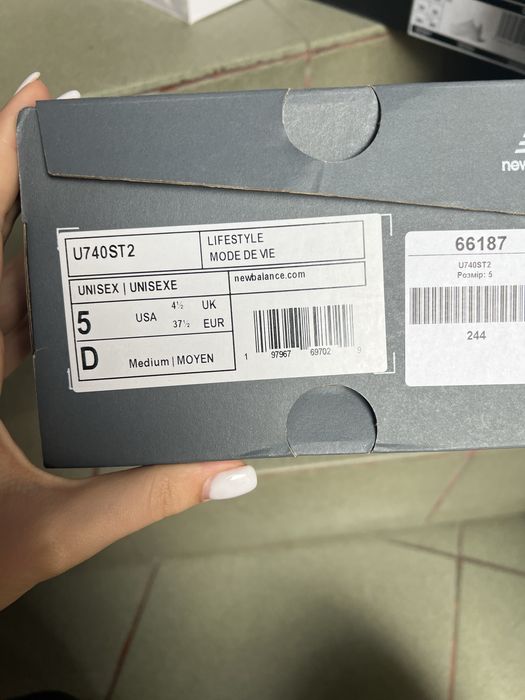 new
U740ST2
LIFESTYLE
MODE DE VIE
UNISEX | UNISEXE
newbalance.com
5 USA 4½ UK
37½ EUR
D Medium | MOYEN
1 97967 69702 9
66187
U740ST2
Розмір: 5
244